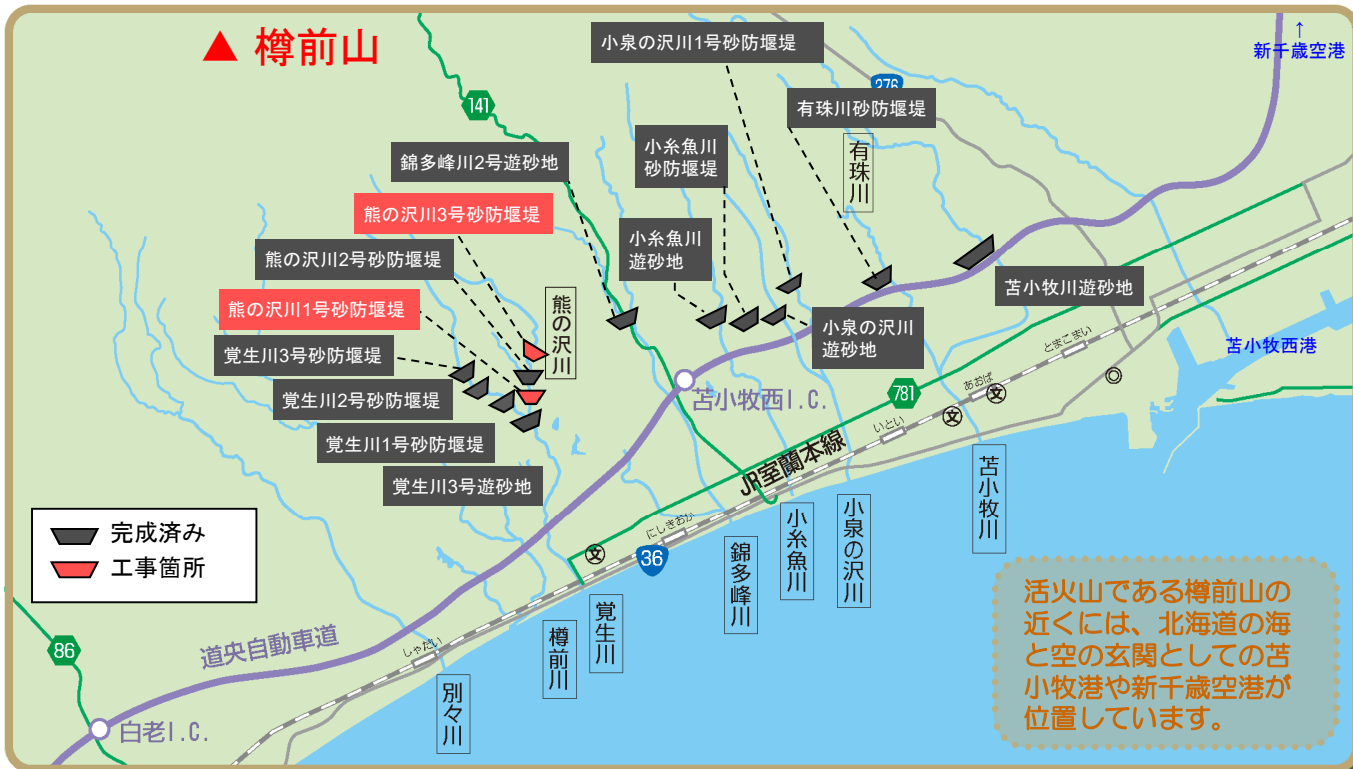 樽前山
↑
新千歳空港
小泉の沢川1号砂防堰堤
276
有珠川砂防堰堤
141
有珠川
小糸魚川
砂防堰堤
錦多峰川2号遊砂地
熊の沢川3号砂防堰堤
小糸魚川
遊砂地
熊の沢川2号砂防堰堤
苫小牧川遊砂地
熊の沢川1号砂防堰堤
熊の沢川
小泉の沢川
遊砂地
とまこまい
苫小牧西港
覚生川3号砂防堰堤
覚生川2号砂防堰堤
苫小牧西I.C.
781
あおば
文
文
いとい
覚生川1号砂防堰堤
JR室蘭本線
覚生川3号遊砂地
苫小牧川
完成済み
工事箇所
にしきおか
文
36
錦多峰川
小糸魚川
小泉の沢川
道央自動車道
86
しゃだい
樽前川
覚生川
別々川
白老I.C.
活火山である樽前山の
近くには、北海道の海
と空の玄関としての苫
小牧港や新千歳空港が
位置しています。